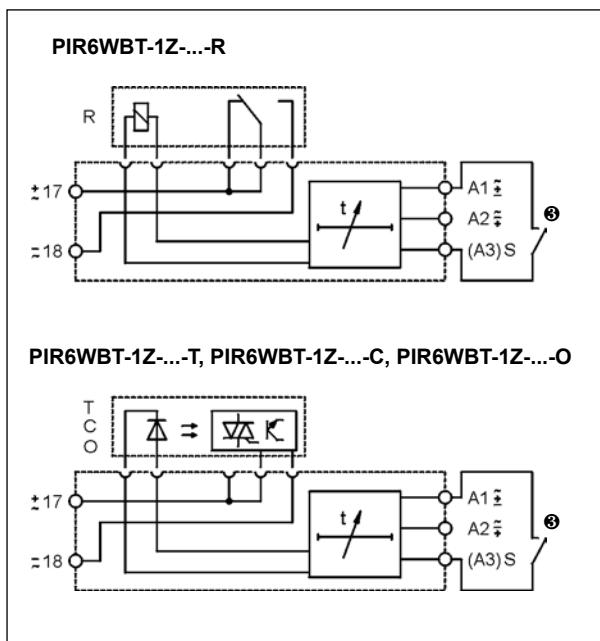 PIR6WBT-1Z-...-R
R
±~17
=~18
t
A1 ~±
A2 ~∓
(A3) S
❸
PIR6WBT-1Z-...-T, PIR6WBT-1Z-...-C, PIR6WBT-1Z-...-O
T
C
O
±~17
=~18
t
A1 ~±
A2 ~∓
(A3) S
❸